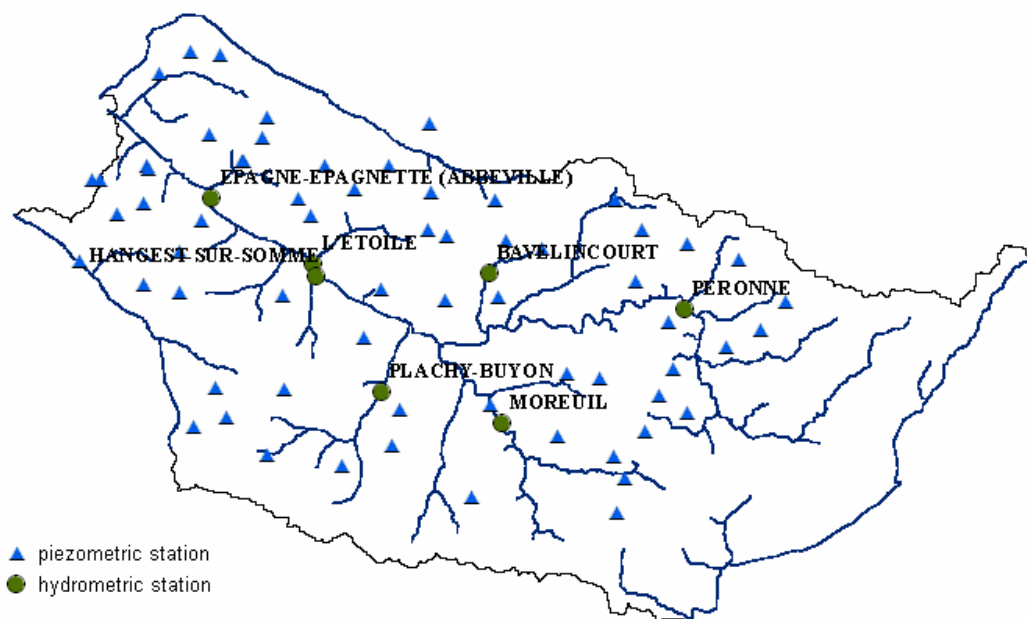 EPAGNE-EPAGNETTE (ABBEVILLE)
L'ETOILE
HANGEST-SUR-SOMME
BAVELINCOURT
PERONNE
PLACHY-BUYON
MOREUIL
piezometric station
hydrometric station